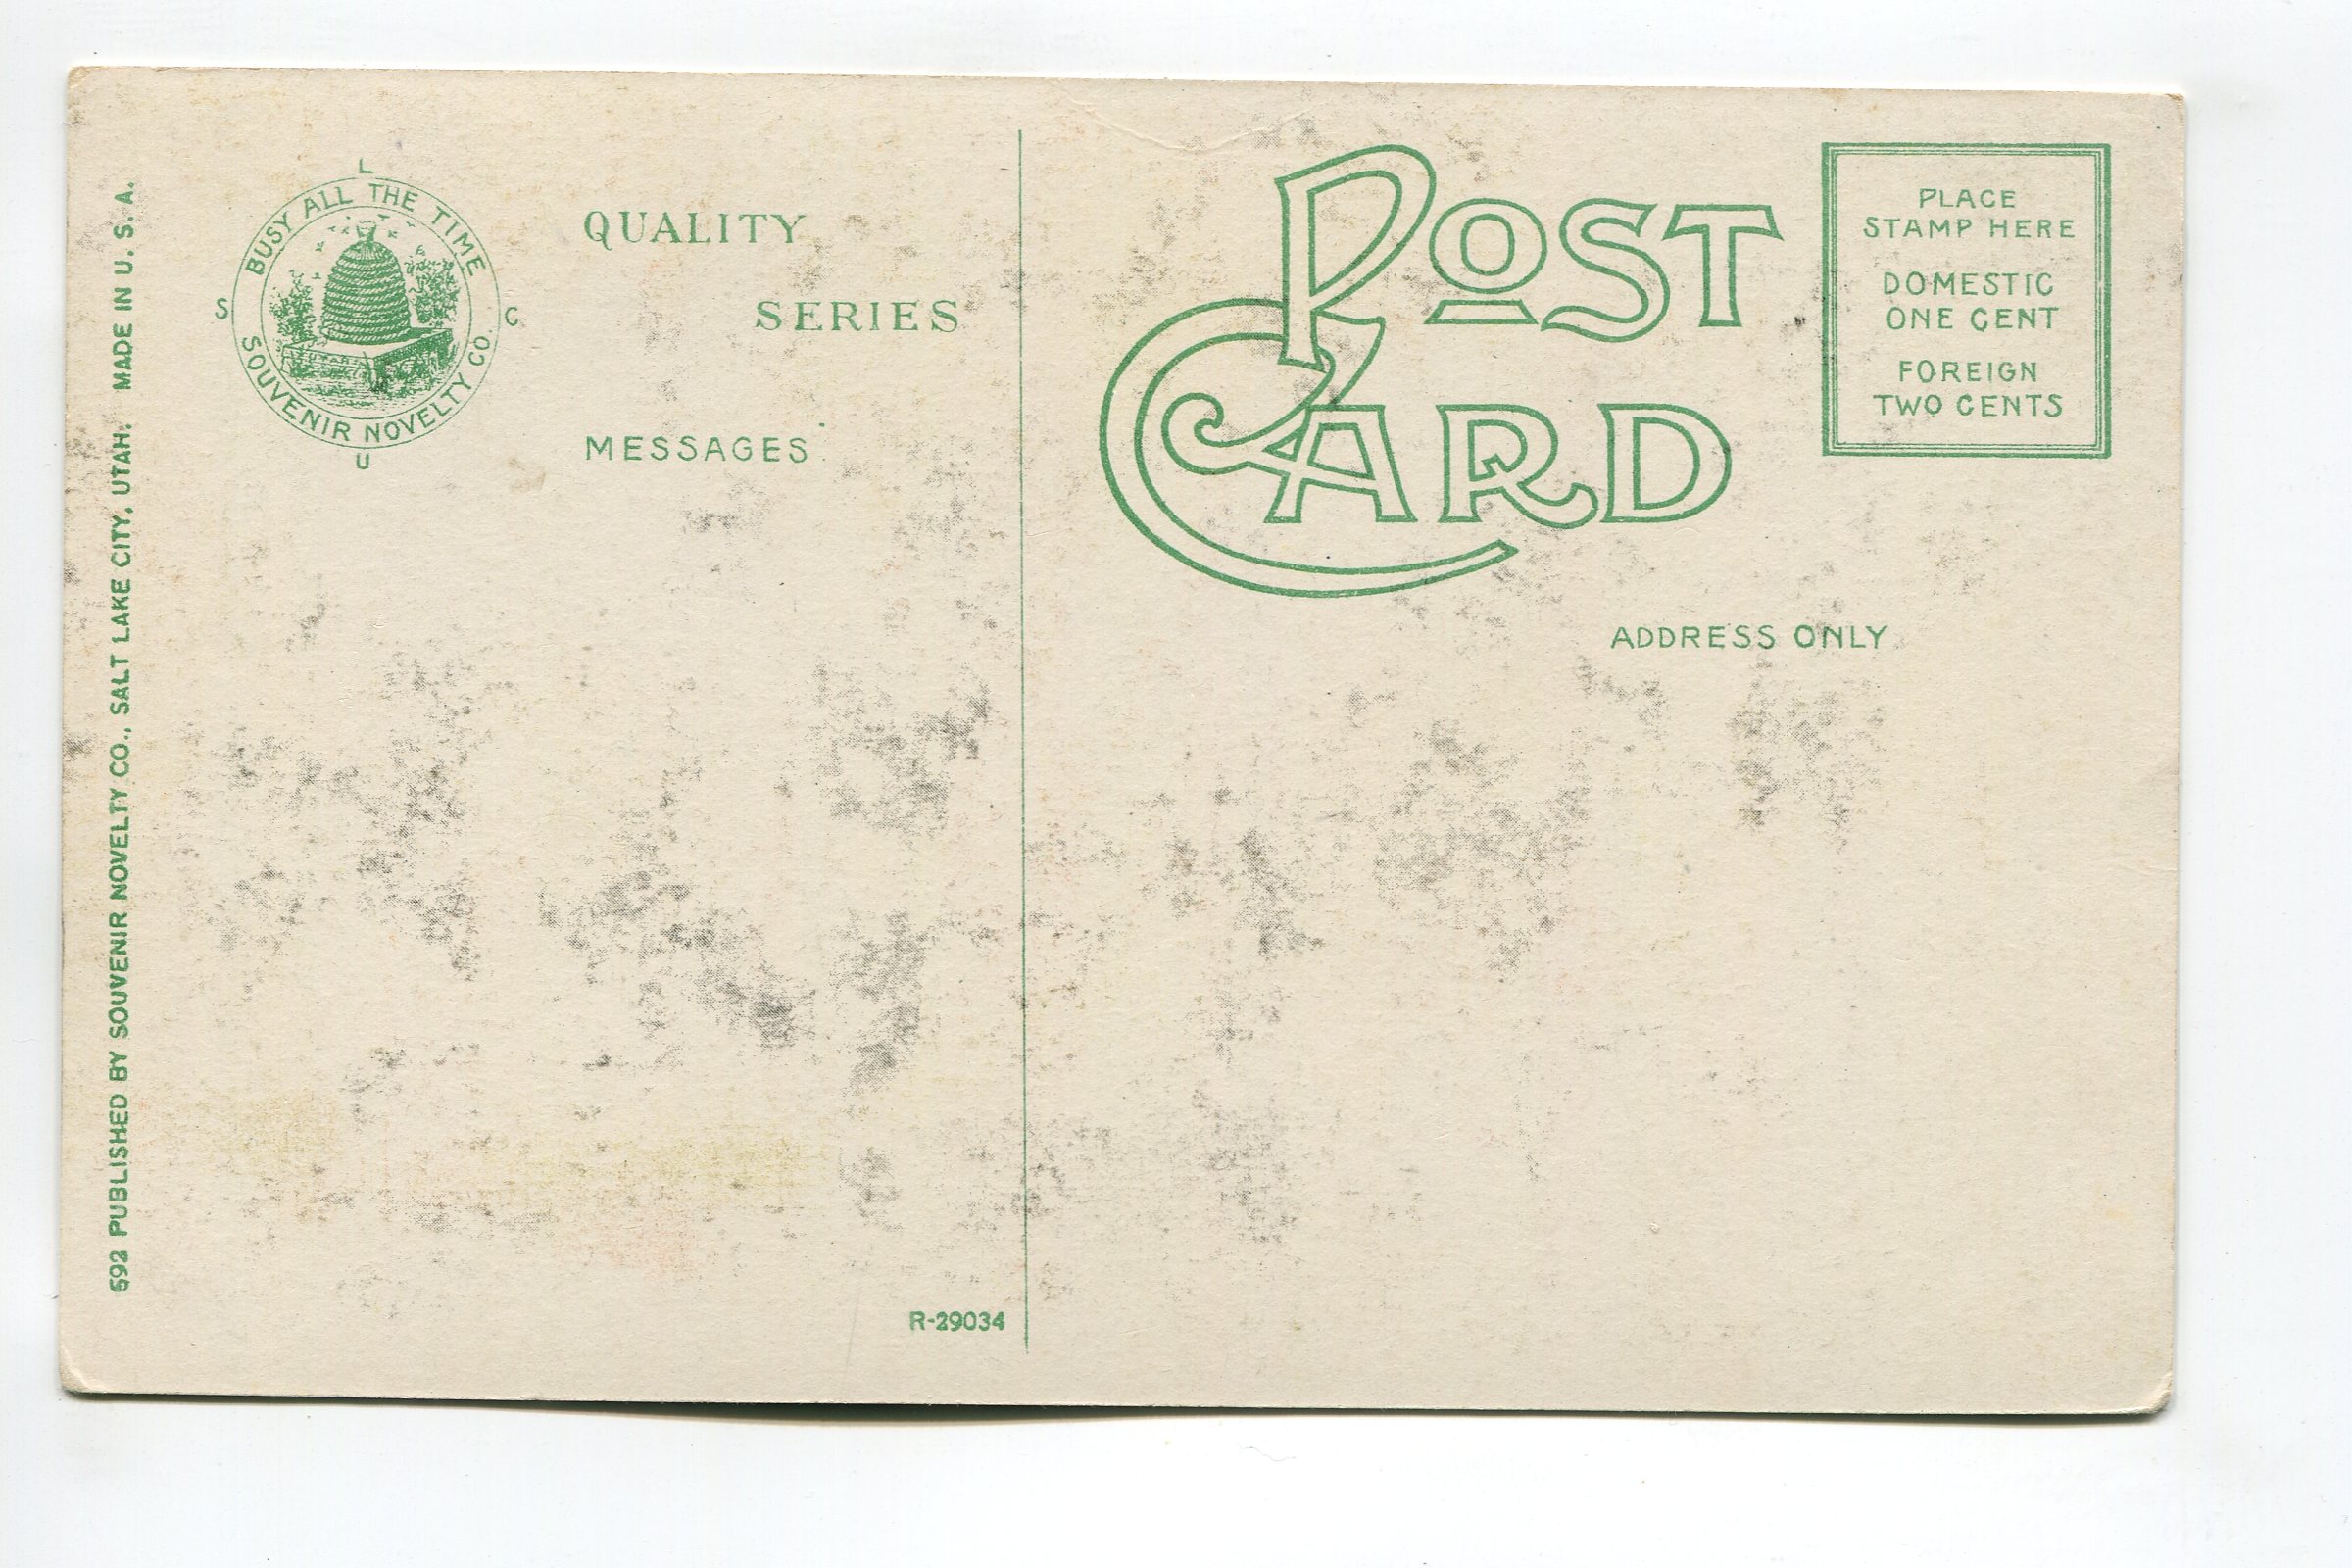 592 PUBLISHED BY SOUVENIR NOVELTY CO., SALT LAKE CITY, UTAH. MADE IN U. S. A.
L
BUSY ALL THE TIME
S C
UTAH
SOUVENIR NOVELTY CO.
U
QUALITY
SERIES
MESSAGES
R-29034
POST
CARD
PLACE
STAMP HERE
DOMESTIC
ONE CENT
FOREIGN
TWO CENTS
ADDRESS ONLY